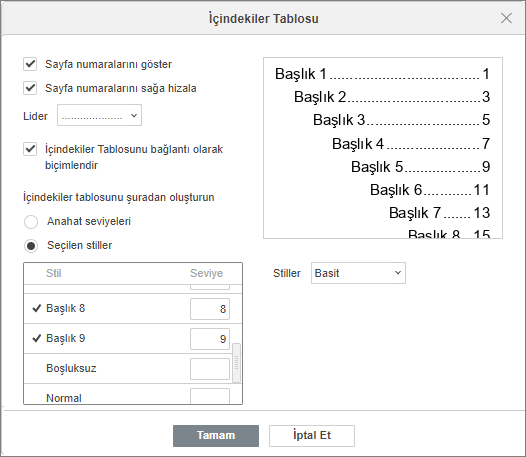 İçindekiler Tablosu
Sayfa numaralarını göster
Sayfa numaralarını sağa hizala
Lider ....................
İçindekiler Tablosunu bağlantı olarak
biçimlendir
İçindekiler tablosunu şuradan oluşturun
Anahat seviyeleri
Seçilen stiller
Stil Seviye
Başlık 8 8
Başlık 9 9
Boşluksuz
Normal
Başlık 1.....................................1
Başlık 2.................................3
Başlık 3............................5
Başlık 4.......................7
Başlık 5...................9
Başlık 6............11
Başlık 7.......13
Başlık 8...15
Stiller Basit
Tamam İptal Et